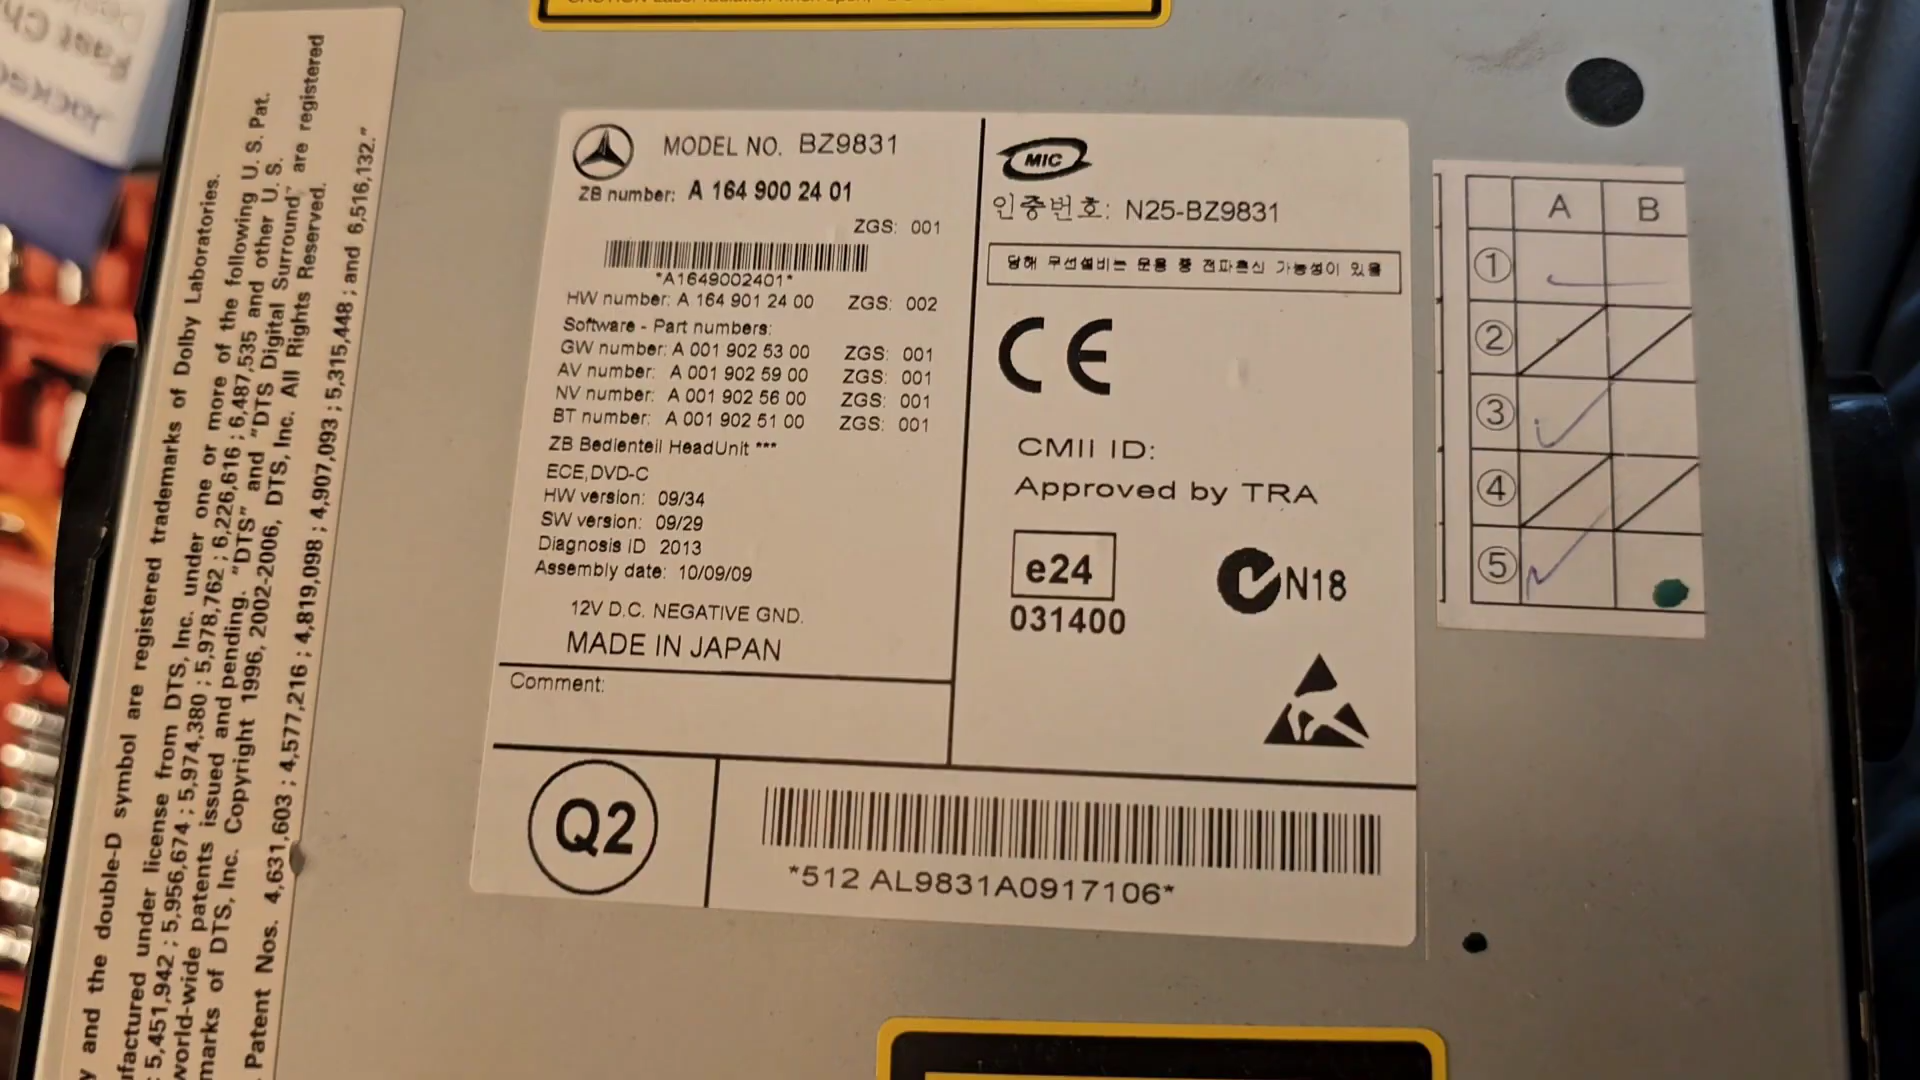 MODEL NO. BZ9831
ZB number: A 164 900 24 01
ZGS: 001
*A1649002401*
HW number: A 164 901 24 00 ZGS: 002
Software - Part numbers:
GW number: A 001 902 53 00 ZGS: 001
AV number: A 001 902 59 00 ZGS: 001
NV number: A 001 902 56 00 ZGS: 001
BT number: A 001 902 51 00 ZGS: 001
ZB Bedienteil HeadUnit ***
ECE,DVD-C
HW version: 09/34
SW version: 09/29
Diagnosis ID 2013
Assembly date: 10/09/09
12V D.C. NEGATIVE GND.
MADE IN JAPAN
Comment:
Q2
*512 AL9831A0917106*
MIC
인증번호: N25-BZ9831
당해 무선설비는 운용 중 전파혼신 가능성이 있음
CE
CMII ID:
Approved by TRA
e24
031400
N18
A B
①
②
③
④
⑤
y and the double-D symbol are registered trademarks of Dolby Laboratories.
ufactured under license from DTS, Inc. under one or more of the following U. S. Pat.
: 5,451,942 ; 5,956,674 ; 5,974,380 ; 5,978,762 ; 6,226,616 ; 6,487,535 and other U. S.
world-wide patents issued and pending. "DTS" and "DTS Digital Surround" are registered
marks of DTS, Inc. Copyright 1996, 2002-2006, DTS, Inc. All Rights Reserved.
Patent Nos. 4,631,603 ; 4,577,216 ; 4,819,098 ; 4,907,093 ; 5,315,448 ; and 6,516,132."